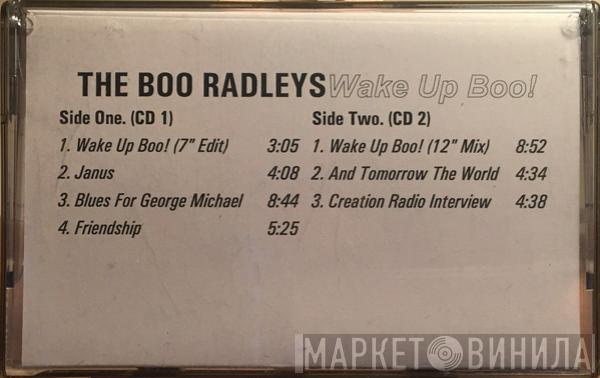 THE BOO RADLEYS Wake Up Boo!
Side One. (CD 1)
1. Wake Up Boo! (7" Edit) 3:05
2. Janus 4:08
3. Blues For George Michael 8:44
4. Friendship 5:25
Side Two. (CD 2)
1. Wake Up Boo! (12" Mix) 8:52
2. And Tomorrow The World 4:34
3. Creation Radio Interview 4:38
МАРКЕТ ВИНИЛА